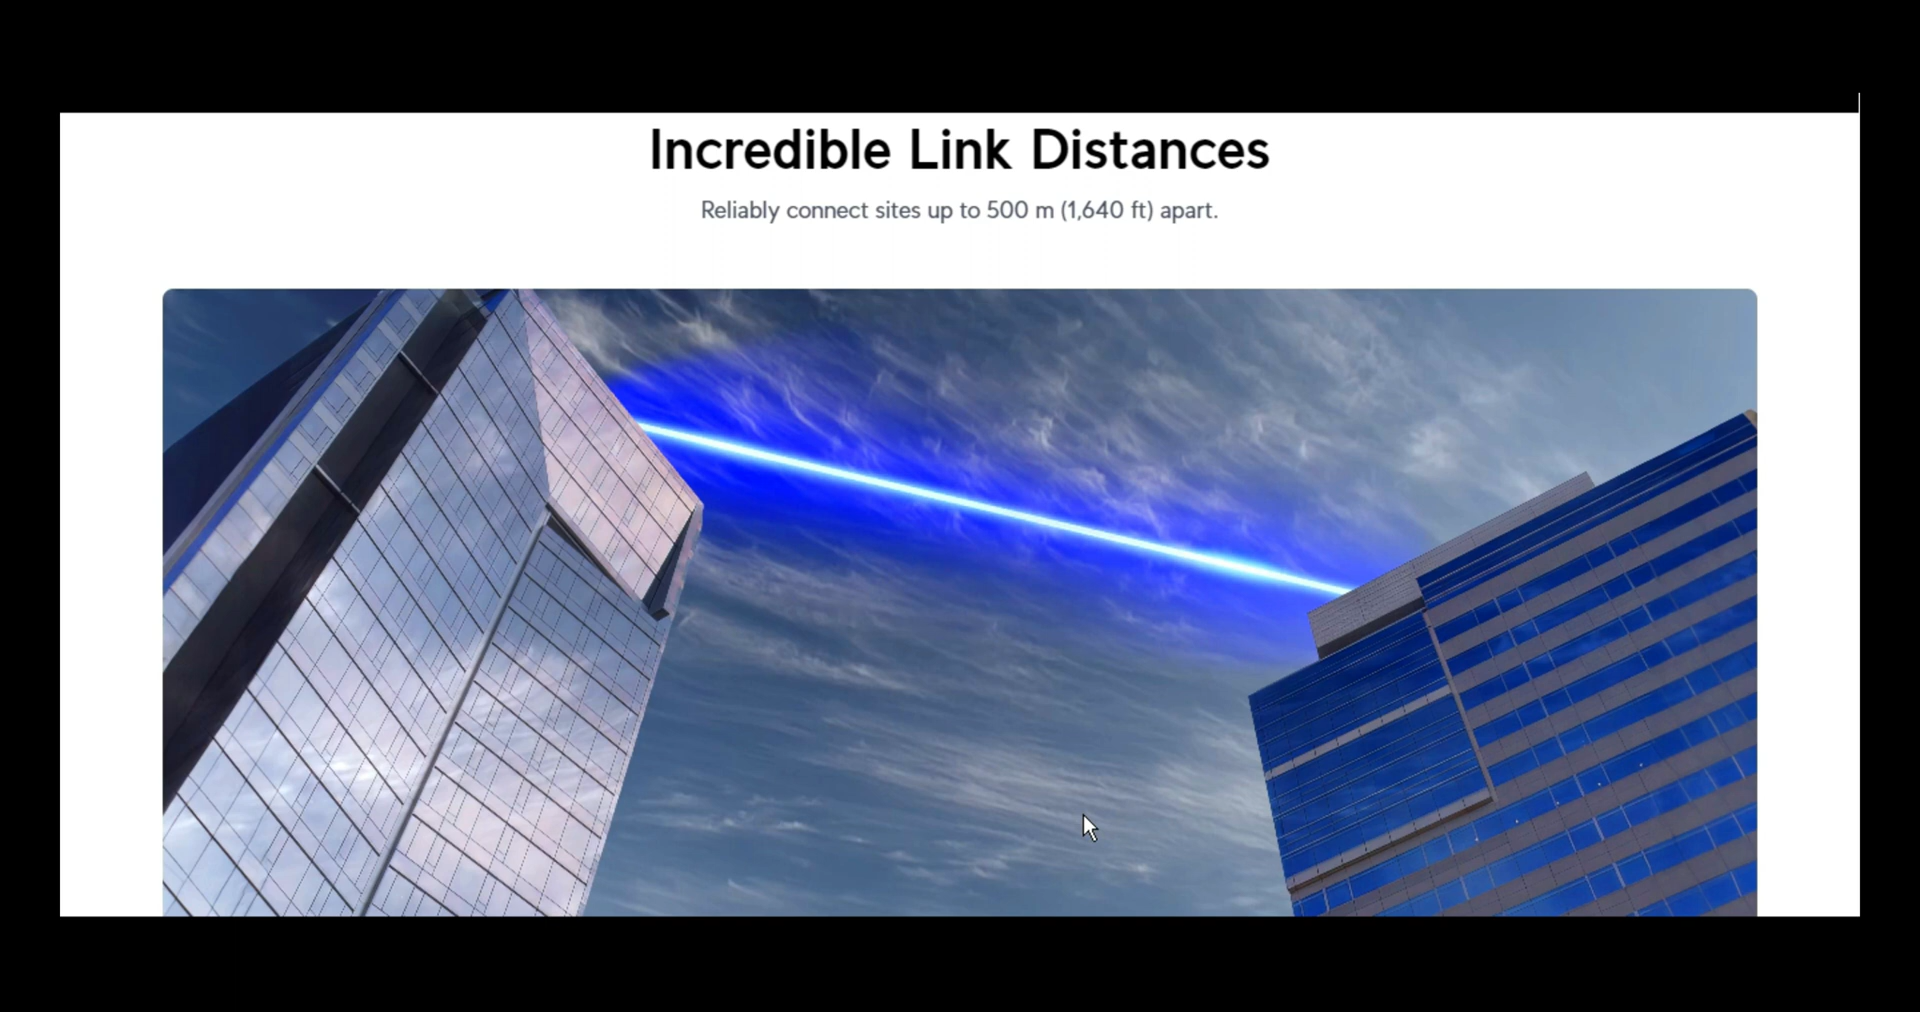 Incredible Link Distances
Reliably connect sites up to 500 m (1,640 ft) apart.